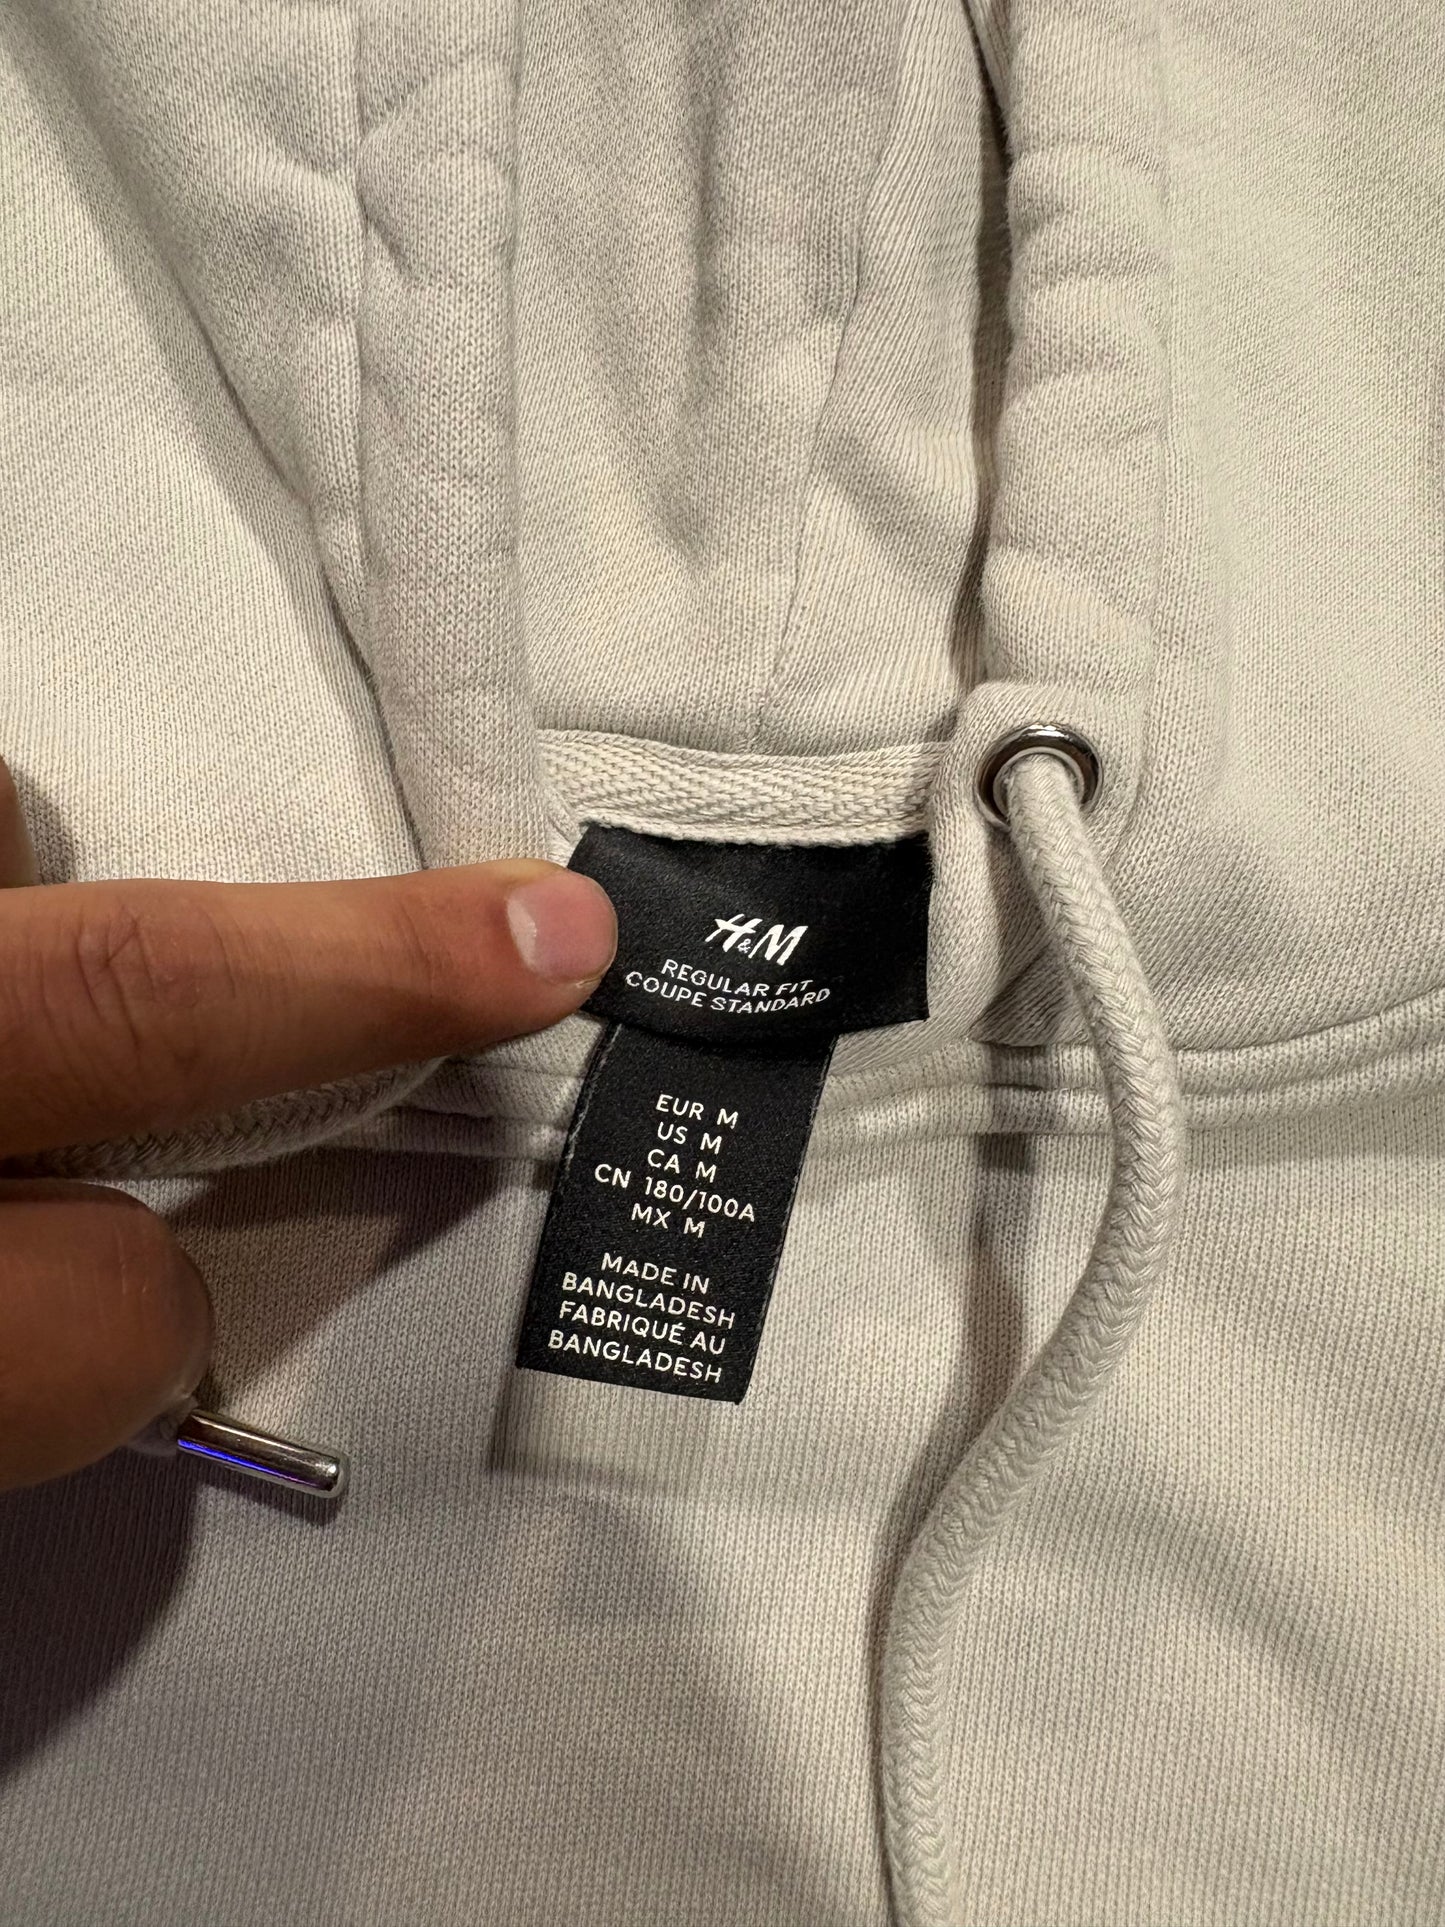 H&M
REGULAR FIT
COUPE STANDARD
EUR M
US M
CA M
CN 180/100A
MX M
MADE IN
BANGLADESH
FABRIQUÉ AU
BANGLADESH